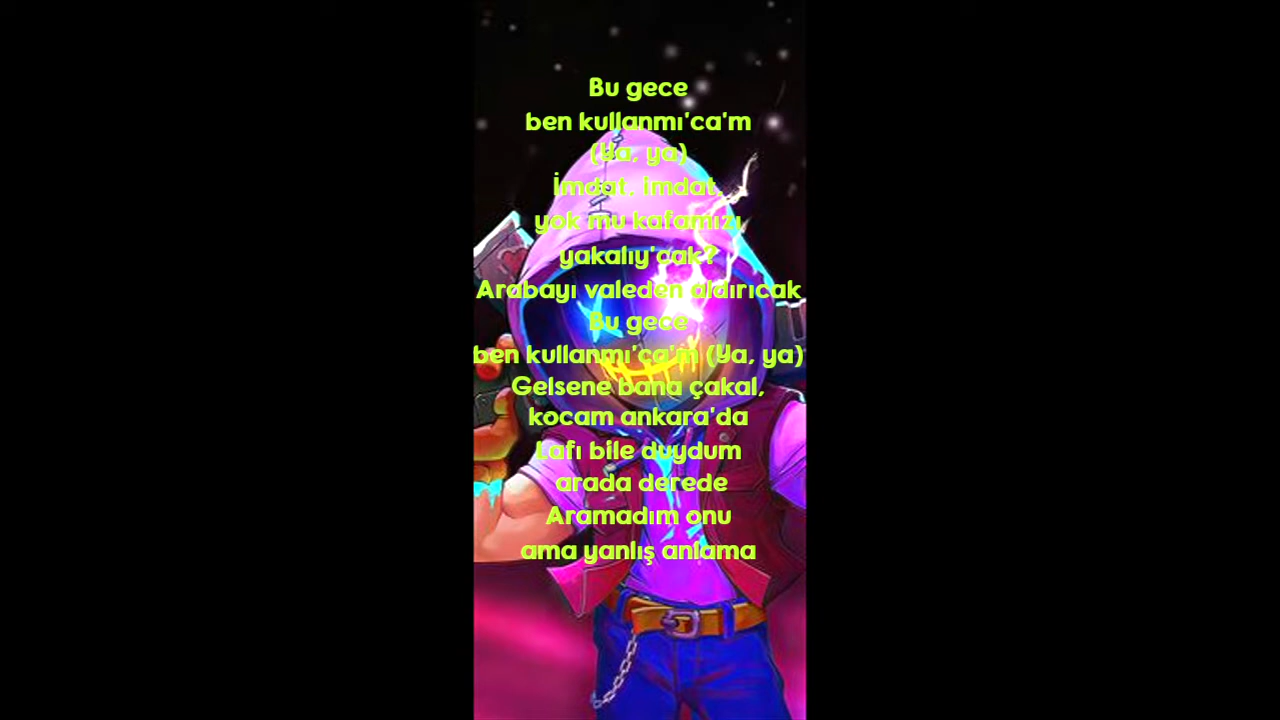 Bu gece
ben kullanmı'ca'm
(Ya, ya)
İmdat, imdat,
yok mu kafamızı
yakalıy'cak?
Arabayı valeden aldırıcak
Bu gece
ben kullanmı'ca'm (Ya, ya)
Gelsene bana çakal,
kocam ankara'da
Lafı bile duydum
arada derede
Aramadım onu
ama yanlış anlama